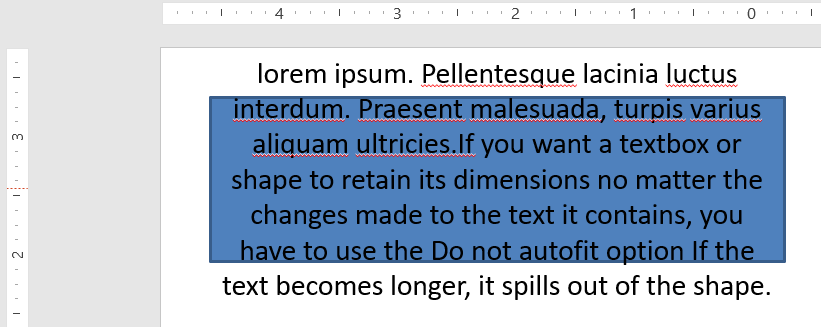 4 3 2 1 0
lorem ipsum. Pellentesque lacinia luctus
3
interdum. Praesent malesuada, turpis varius
aliquam ultricies.If you want a textbox or
shape to retain its dimensions no matter the
changes made to the text it contains, you
2
have to use the Do not autofit option If the
text becomes longer, it spills out of the shape.